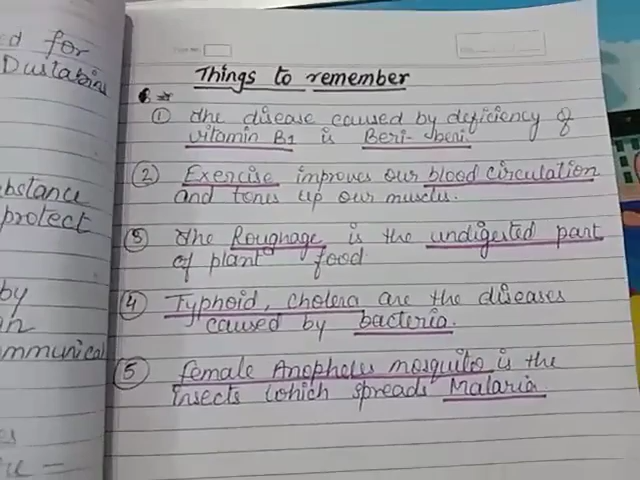 ed for
Dustabins
bstance
protect
by
an
mmunical
Things to remember
① The disease caused by deficiency of
vitamin B1 is Beri-beri.
② Exercise improves our blood circulation
and tones up our muscles.
③ The Roughage is the undigested part
of plant food
④ Typhoid, cholera are the diseases
caused by bacteria.
⑤ female Anopheles mosquito is the
insects which spreads Malaria.